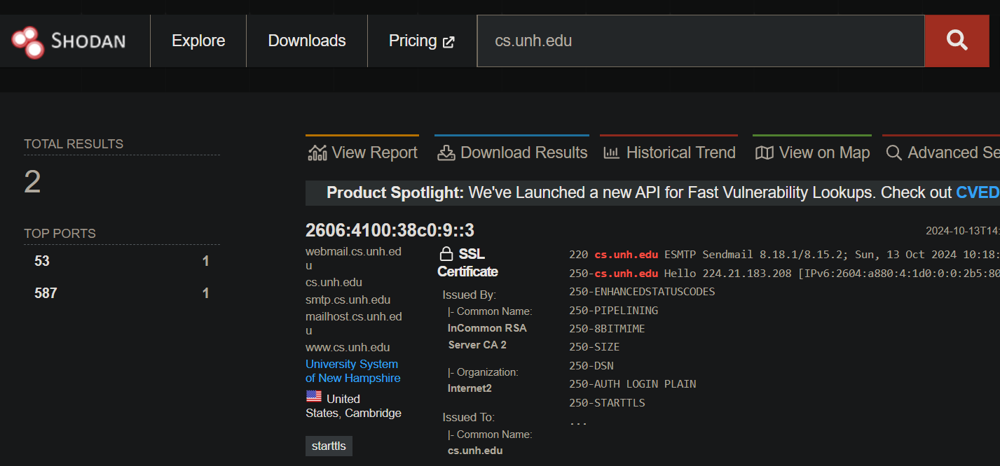 SHODAN
Explore
Downloads
Pricing
cs.unh.edu
TOTAL RESULTS
2
TOP PORTS
53 1
587 1
View Report
Download Results
Historical Trend
View on Map
Advanced Se
Product Spotlight: We've Launched a new API for Fast Vulnerability Lookups. Check out CVED
2606:4100:38c0:9::3
2024-10-13T14:
webmail.cs.unh.ed
u
cs.unh.edu
smtp.cs.unh.edu
mailhost.cs.unh.ed
u
www.cs.unh.edu
University System
of New Hampshire
United
States, Cambridge
starttls
SSL
Certificate
Issued By:
|- Common Name:
InCommon RSA
Server CA 2
|- Organization:
Internet2
Issued To:
|- Common Name:
cs.unh.edu
220 cs.unh.edu ESMTP Sendmail 8.18.1/8.15.2; Sun, 13 Oct 2024 10:18:
250-cs.unh.edu Hello 224.21.183.208 [IPv6:2604:a880:4:1d0:0:0:2b5:80
250-ENHANCEDSTATUSCODES
250-PIPELINING
250-8BITMIME
250-SIZE
250-DSN
250-AUTH LOGIN PLAIN
250-STARTTLS
...